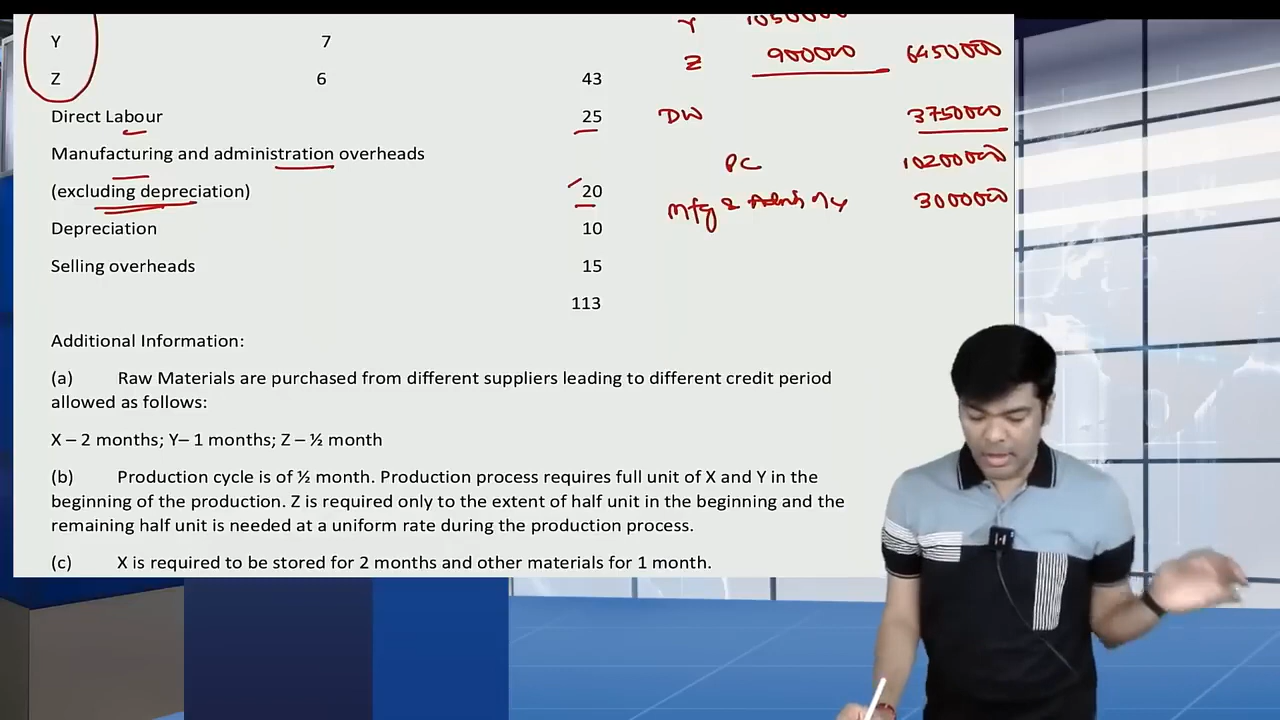 Y 1050000
Y 7
Z 900000 6450000
Z 6 43
Direct Labour 25
DW 3750000
Manufacturing and administration overheads
PC 10200000
(excluding depreciation) 20
Mfg & Admn 3000000
Depreciation 10
Selling overheads 15
113
Additional Information:
(a) Raw Materials are purchased from different suppliers leading to different credit period
allowed as follows:
X – 2 months; Y– 1 months; Z – ½ month
(b) Production cycle is of ½ month. Production process requires full unit of X and Y in the
beginning of the production. Z is required only to the extent of half unit in the beginning and the
remaining half unit is needed at a uniform rate during the production process.
(c) X is required to be stored for 2 months and other materials for 1 month.